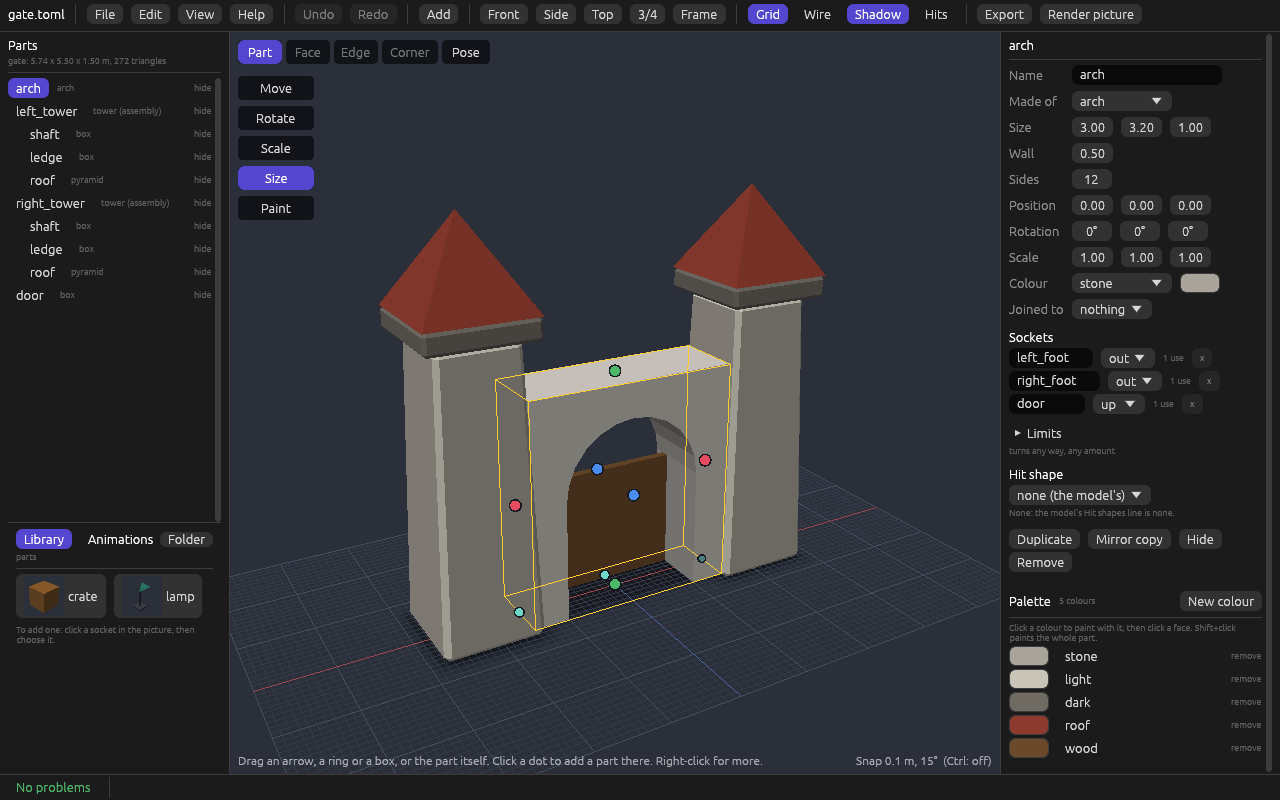 gate.toml File Edit View Help Undo Redo Add Front Side Top 3/4 Frame Grid Wire Shadow Hits Export Render picture
Parts
gate: 5.74 x 5.50 x 1.50 m, 272 triangles
arch arch hide
left_tower tower (assembly) hide
shaft box hide
ledge box hide
roof pyramid hide
right_tower tower (assembly) hide
shaft box hide
ledge box hide
roof pyramid hide
door box hide
Library Animations Folder
parts
crate lamp
To add one: click a socket in the picture, then
choose it.
Part Face Edge Corner Pose
Move
Rotate
Scale
Size
Paint
Drag an arrow, a ring or a box, or the part itself. Click a dot to add a part there. Right-click for more.
Snap 0.1 m, 15° (Ctrl: off)
arch
Name arch
Made of arch
Size 3.00 3.20 1.00
Wall 0.50
Sides 12
Position 0.00 0.00 0.00
Rotation 0° 0° 0°
Scale 1.00 1.00 1.00
Colour stone
Joined to nothing
Sockets
left_foot out 1 use x
right_foot out 1 use x
door up 1 use x
Limits
turns any way, any amount
Hit shape
none (the model's)
None: the model's Hit shapes line is none.
Duplicate Mirror copy Hide
Remove
Palette 5 colours New colour
Click a colour to paint with it, then click a face. Shift+click
paints the whole part.
stone remove
light remove
dark remove
roof remove
wood remove
No problems